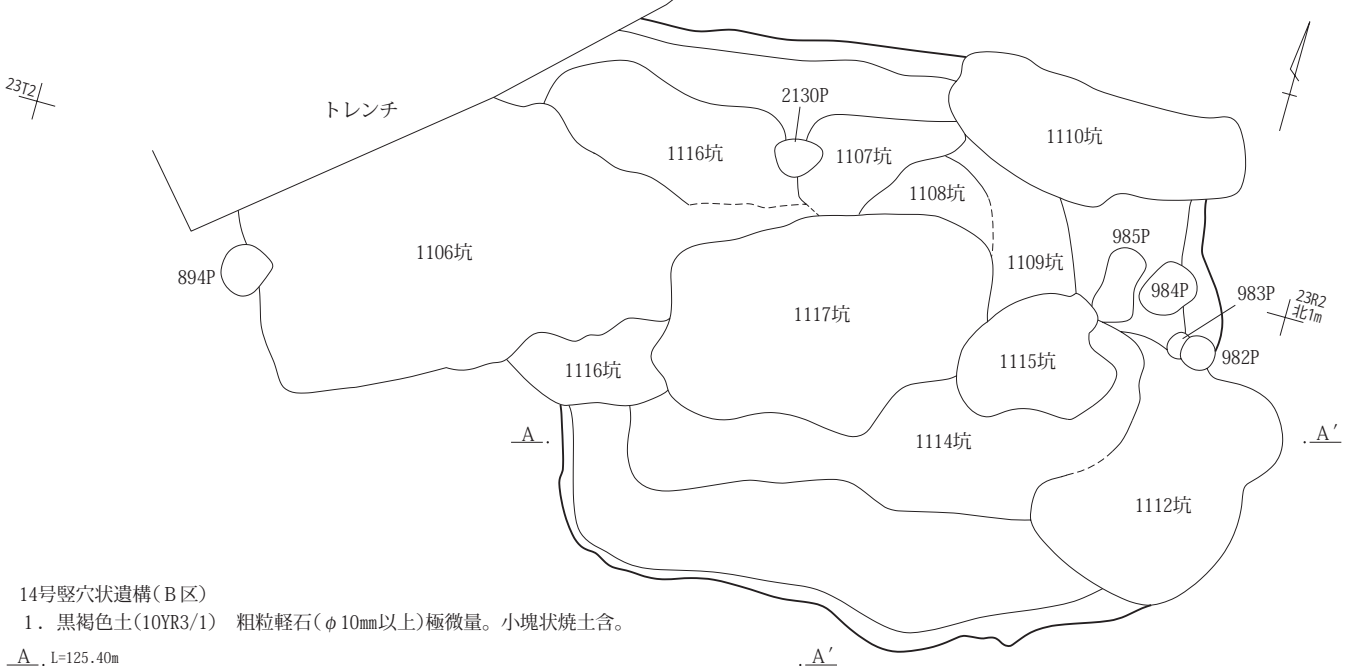 23T2
トレンチ
2130P
1110坑
1116坑
1107坑
1108坑
985P
1106坑
1109坑
894P
984P
983P
23R2
北1m
1117坑
982P
1115坑
1116坑
A
1114坑
A′
1112坑
14号竪穴状遺構(B区)
1. 黒褐色土(10YR3/1) 粗粒軽石(φ10mm以上)極微量。小塊状焼土含。
A L=125.40m
A′